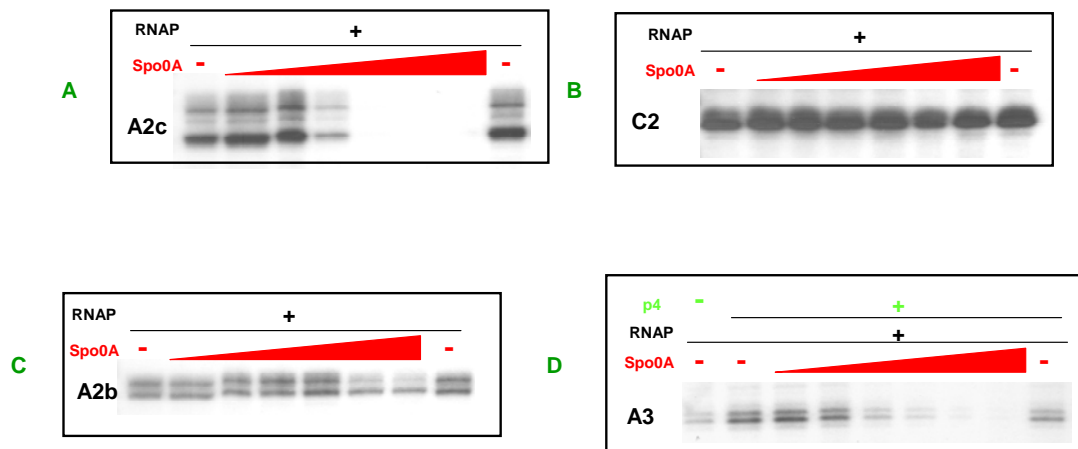 RNAP +
Spo0A - -
A
A2c
RNAP +
Spo0A - -
B
C2
RNAP +
Spo0A - -
C
A2b
p4 - +
RNAP +
Spo0A - - -
D
A3